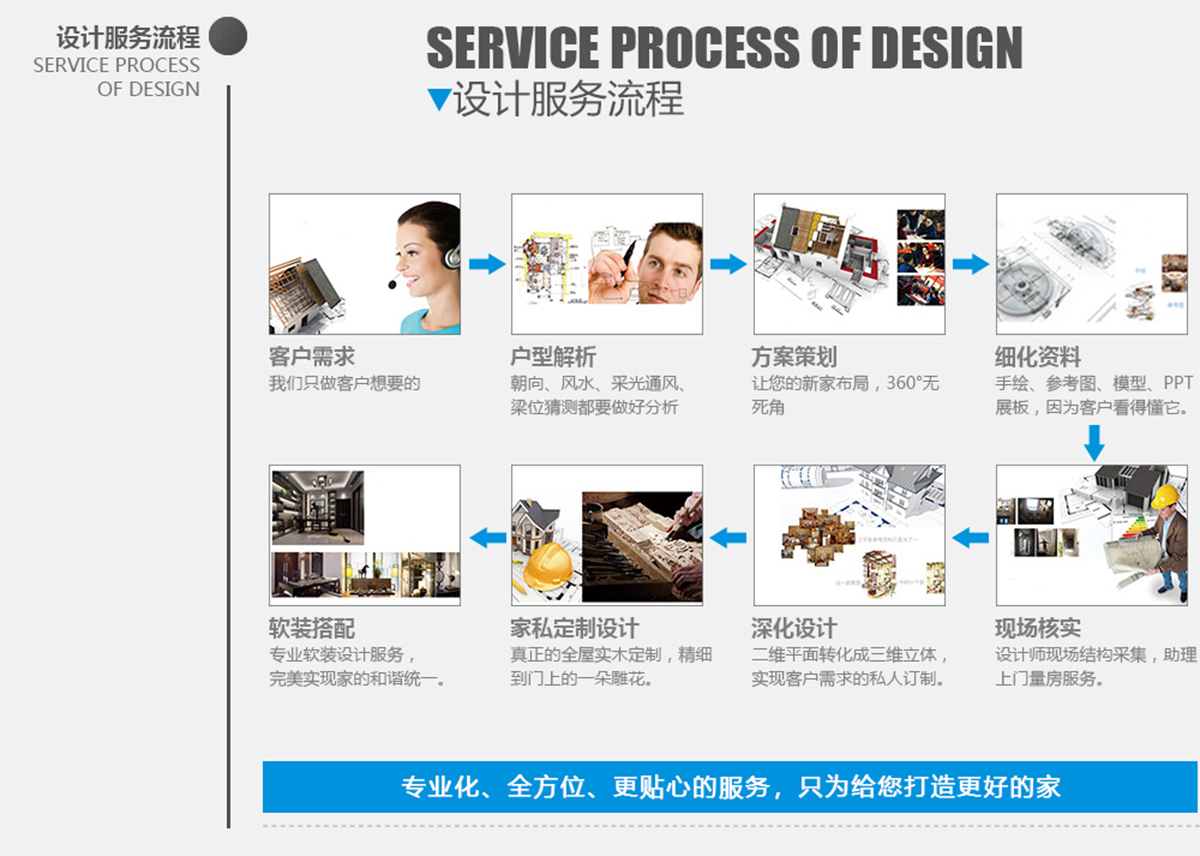 设计服务流程
SERVICE PROCESS
OF DESIGN
SERVICE PROCESS OF DESIGN
设计服务流程
客户需求
我们只做客户想要的
户型解析
朝向、风水、采光通风、
梁位猜测都要做好分析
方案策划
让您的新家布局，360°无
死角
细化资料
手绘、参考图、模型、PPT
展板，因为客户看得懂它。
手绘
参考图
软装搭配
专业软装设计服务，
完美实现家的和谐统一。
家私定制设计
真正的全屋实木定制，精细
到门上的一朵雕花。
深化设计
二维平面转化成三维立体，
实现客户需求的私人订制。
现场核实
设计师现场结构采集，助理
上门量房服务。
专业化、全方位、更贴心的服务，只为给您打造更好的家